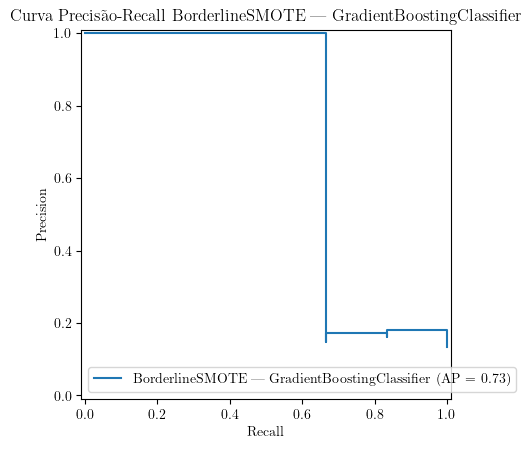 Curva Precisão-Recall BorderlineSMOTE — GradientBoostingClassifier
1.0
0.8
0.6
0.4
0.2
0.0
Precision
BorderlineSMOTE — GradientBoostingClassifier (AP = 0.73)
0.0 0.2 0.4 0.6 0.8 1.0
Recall